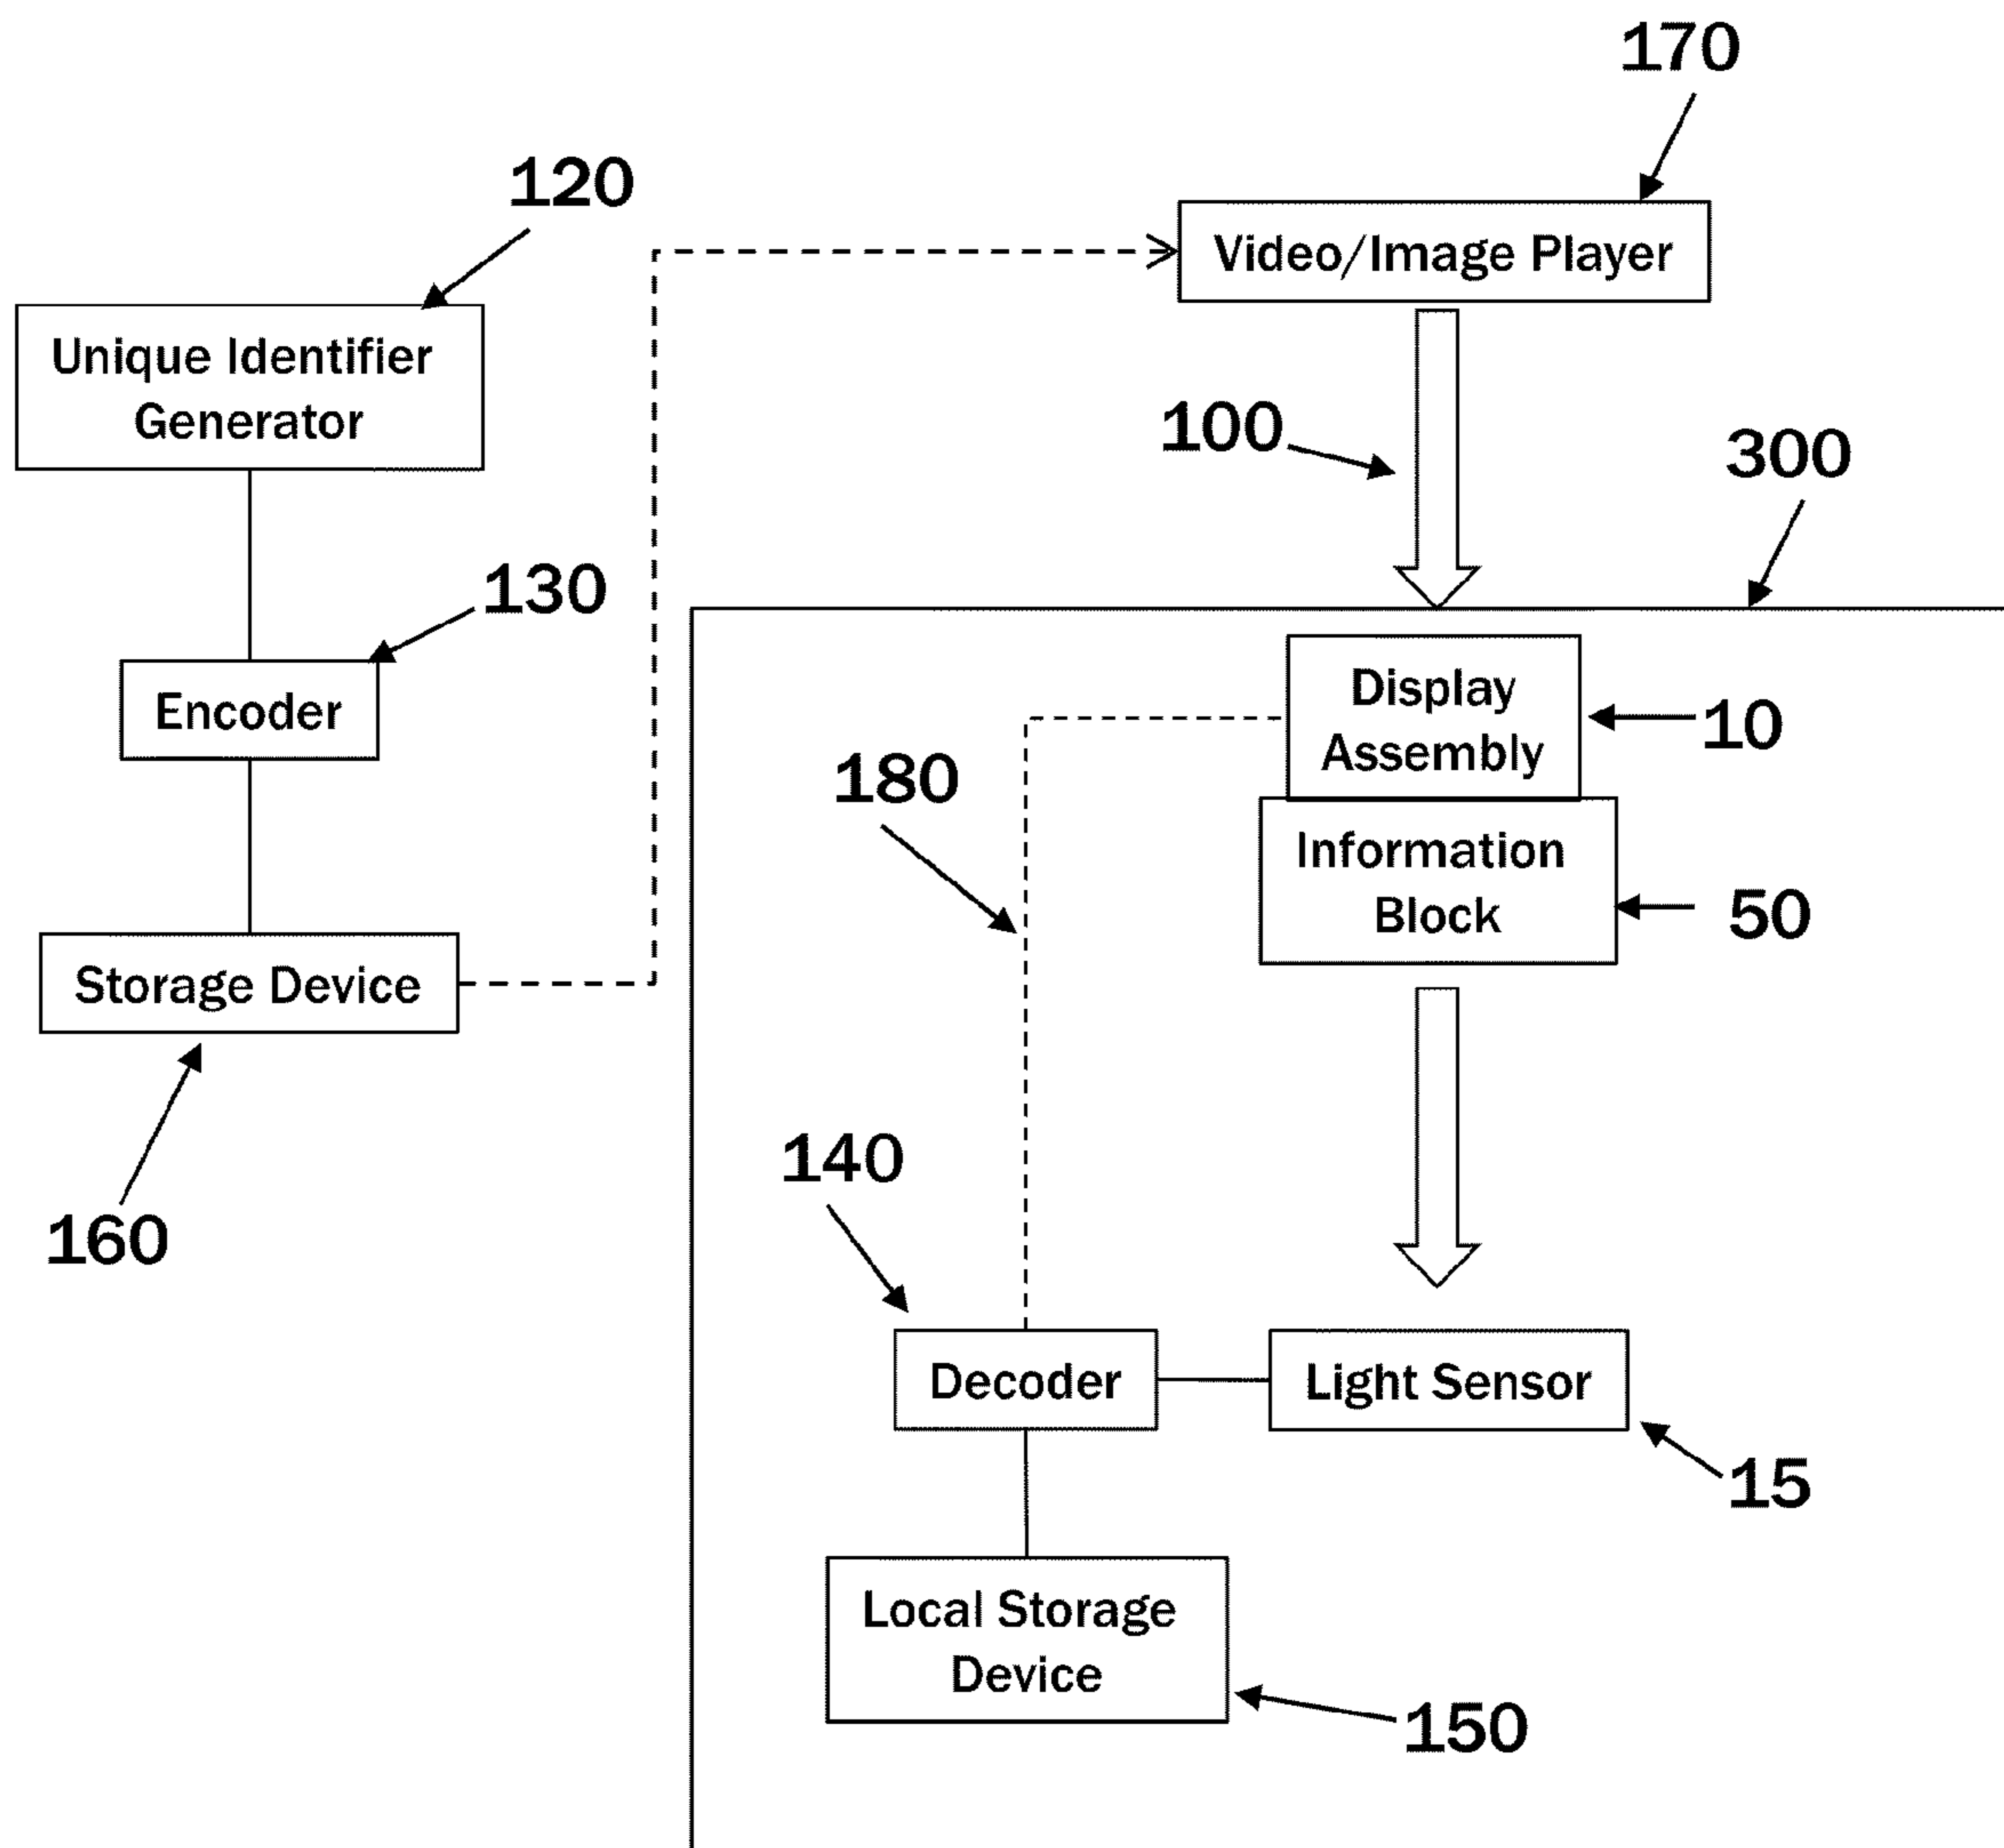 170
120
Video/Image Player
Unique Identifier
Generator
100
300
130
Encoder
Display
Assembly
10
180
Information
Block
50
Storage Device
140
160
Decoder
Light Sensor
15
Local Storage
Device
150